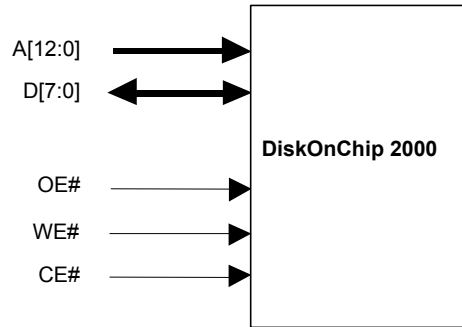 A[12:0]
D[7:0]
DiskOnChip 2000
OE#
WE#
CE#